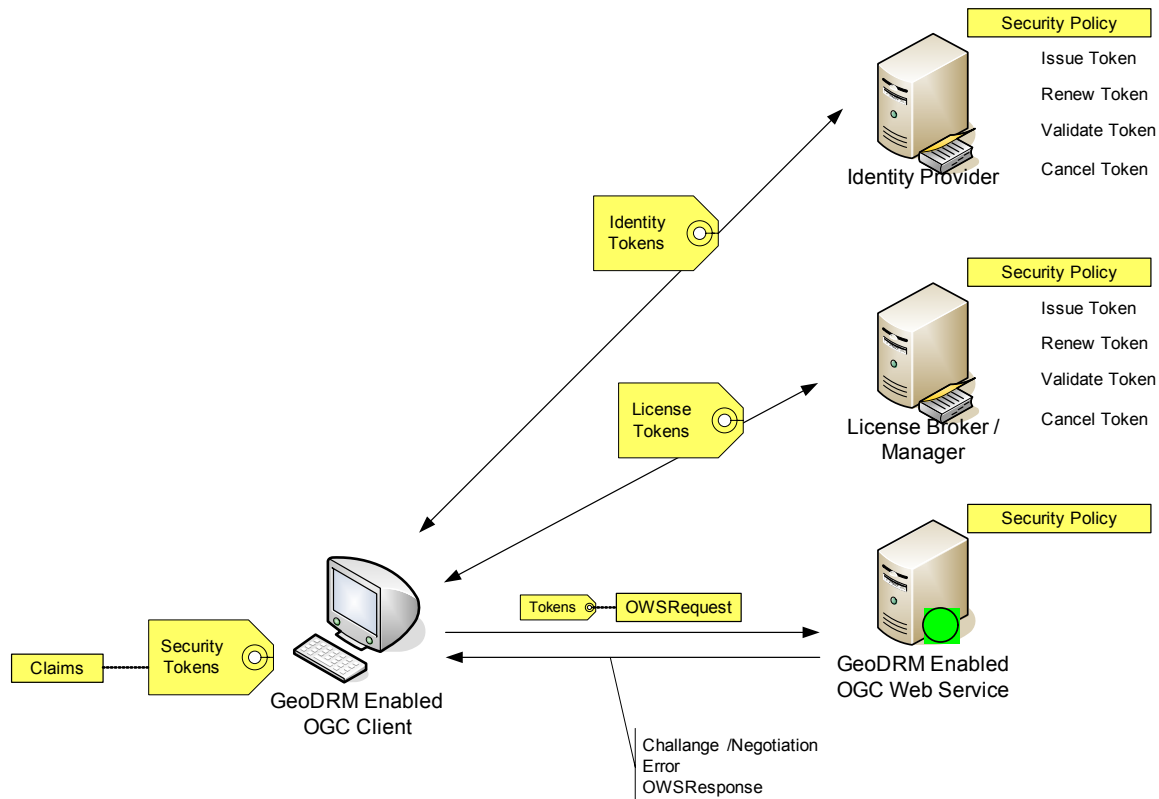 Security Policy
Issue Token
Renew Token
Validate Token
Cancel Token
Identity Provider
Identity
Tokens
Security Policy
Issue Token
Renew Token
Validate Token
Cancel Token
License Broker /
Manager
License
Tokens
Security Policy
GeoDRM Enabled
OGC Web Service
Tokens
OWSRequest
Claims
Security
Tokens
GeoDRM Enabled
OGC Client
Challange /Negotiation
Error
OWSResponse